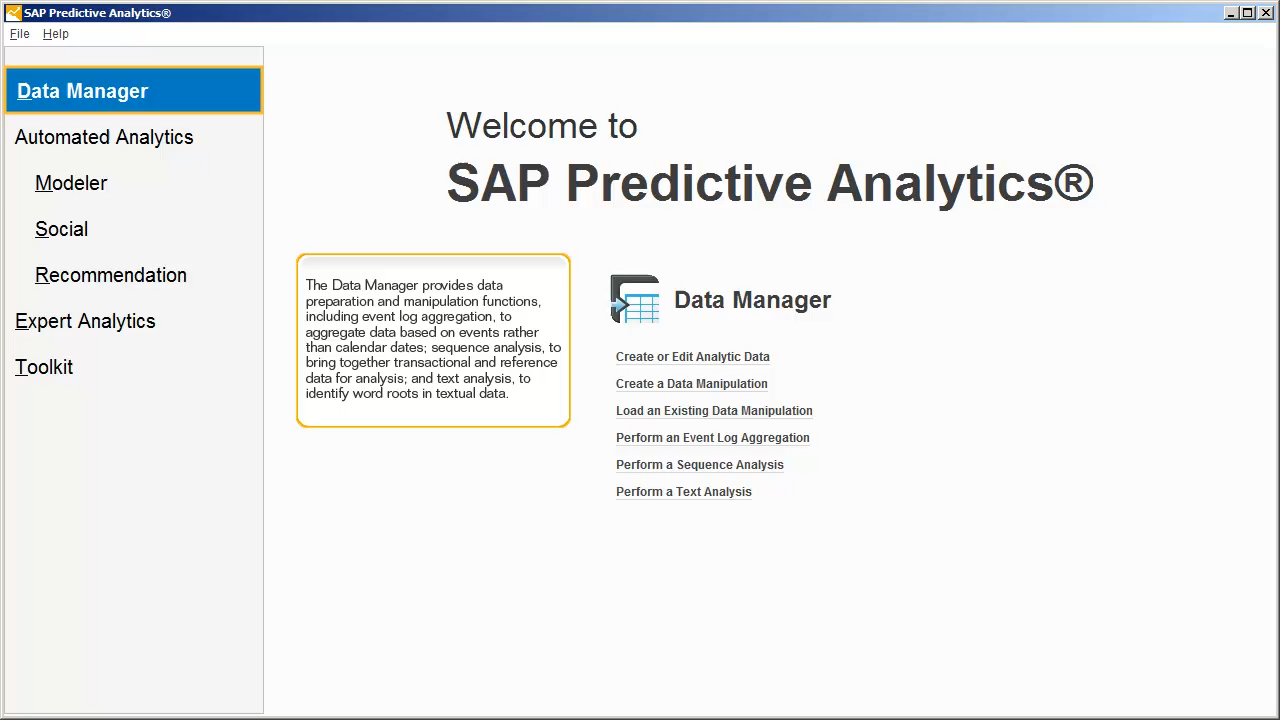 SAP Predictive Analytics®
File Help
Data Manager
Automated Analytics
Modeler
Social
Recommendation
Expert Analytics
Toolkit
Welcome to
SAP Predictive Analytics®
The Data Manager provides data
preparation and manipulation functions,
including event log aggregation, to
aggregate data based on events rather
than calendar dates; sequence analysis, to
bring together transactional and reference
data for analysis; and text analysis, to
identify word roots in textual data.
Data Manager
Create or Edit Analytic Data
Create a Data Manipulation
Load an Existing Data Manipulation
Perform an Event Log Aggregation
Perform a Sequence Analysis
Perform a Text Analysis